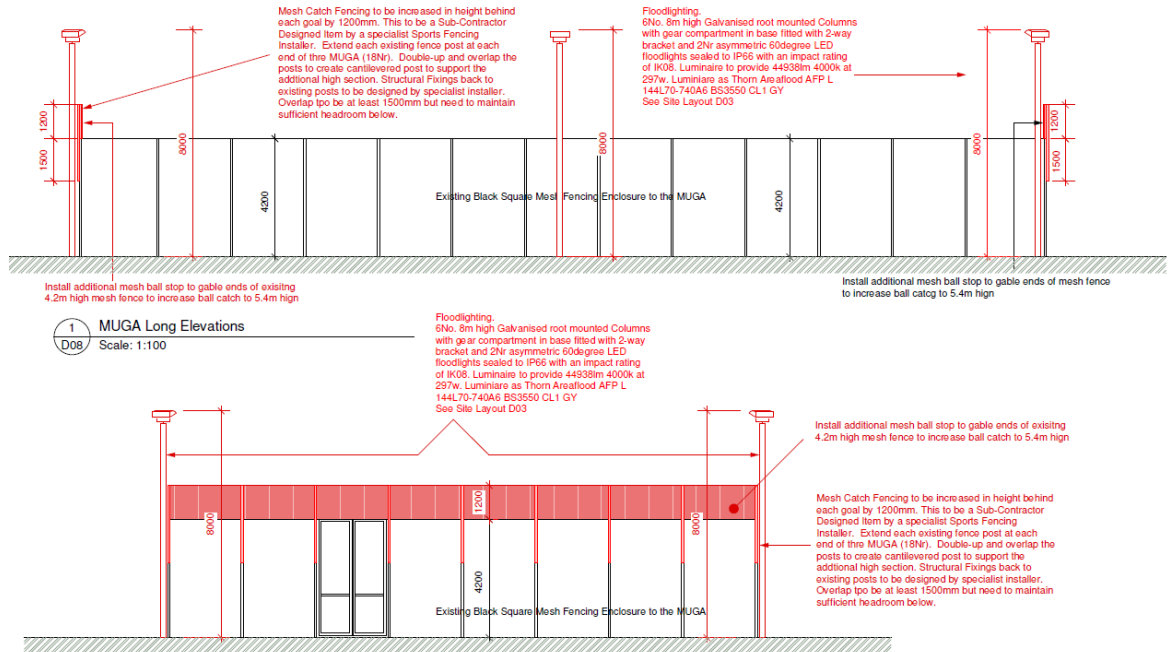 Mesh Catch Fencing to be increased in height behind
each goal by 1200mm. This to be a Sub-Contractor
Designed Item by a specialist Sports Fencing
Installer. Extend each existing fence post at each
end of thre MUGA (18Nr). Double-up and overlap the
posts to create cantilevered post to support the
addtional high section. Structural Fixings back to
existing posts to be designed by specialist installer.
Overlap tpo be at least 1500mm but need to maintain
sufficient headroom below.
Floodlighting.
6No. 8m high Galvanised root mounted Columns
with gear compartment in base fitted with 2-way
bracket and 2Nr asymmetric 60degree LED
floodlights sealed to IP66 with an impact rating
of IK08. Luminaire to provide 44938lm 4000k at
297w. Luminiare as Thorn Areaflood AFP L
144L70-740A6 BS3550 CL1 GY
See Site Layout D03
1200
1500
8000
4200
8000
4200
8000
1200
1500
Existing Black Square Mesh Fencing Enclosure to the MUGA
Install additional mesh ball stop to gable ends of exisitng
4.2m high mesh fence to increase ball catch to 5.4m hign
Install additional mesh ball stop to gable ends of mesh fence
to increase ball catcg to 5.4m hign
1
D08
MUGA Long Elevations
Scale: 1:100
Floodlighting.
6No. 8m high Galvanised root mounted Columns
with gear compartment in base fitted with 2-way
bracket and 2Nr asymmetric 60degree LED
floodlights sealed to IP66 with an impact rating
of IK08. Luminaire to provide 44938lm 4000k at
297w. Luminiare as Thorn Areaflood AFP L
144L70-740A6 BS3550 CL1 GY
See Site Layout D03
Install additional mesh ball stop to gable ends of exisitng
4.2m high mesh fence to increase ball catch to 5.4m hign
8000
1200
4200
8000
Existing Black Square Mesh Fencing Enclosure to the MUGA
Mesh Catch Fencing to be increased in height behind
each goal by 1200mm. This to be a Sub-Contractor
Designed Item by a specialist Sports Fencing
Installer. Extend each existing fence post at each
end of thre MUGA (18Nr). Double-up and overlap the
posts to create cantilevered post to support the
addtional high section. Structural Fixings back to
existing posts to be designed by specialist installer.
Overlap tpo be at least 1500mm but need to maintain
sufficient headroom below.